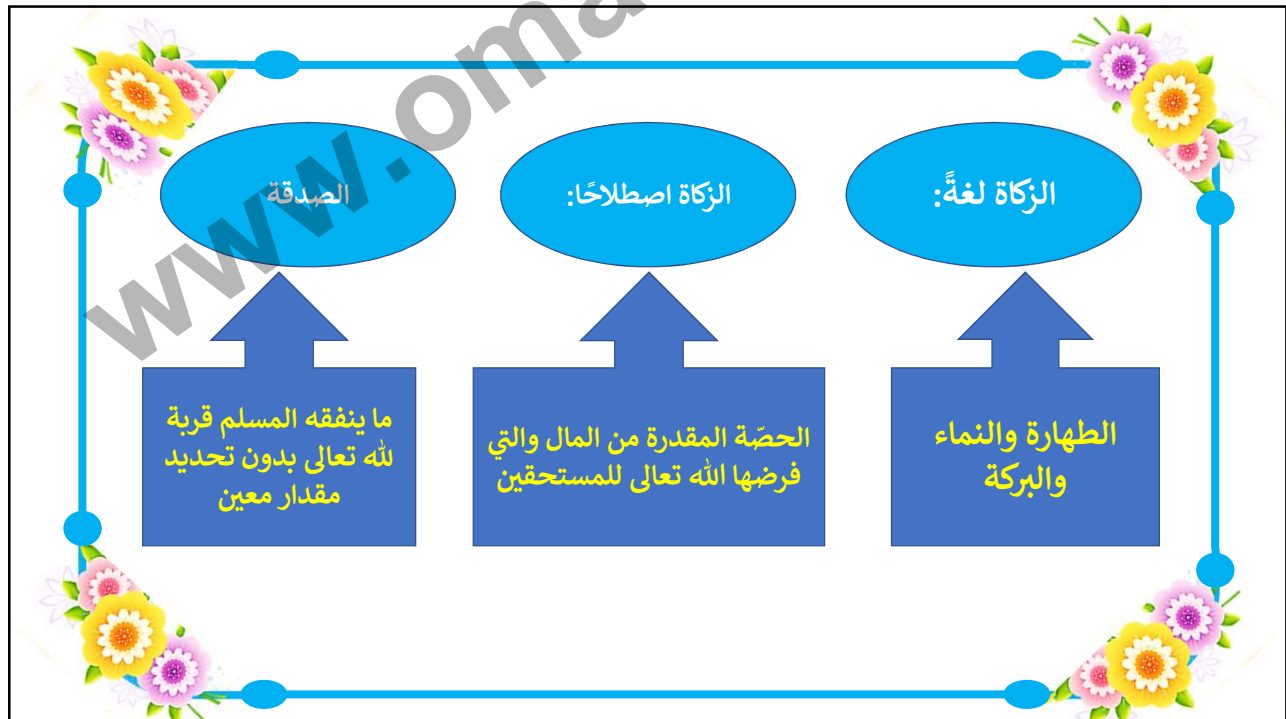 www.oma
الزكاة لغةً:
الزكاة اصطلاحًا:
الصدقة
الطهارة والنماء
والبركة
الحصّة المقدرة من المال والتي
فرضها الله تعالى للمستحقين
ما ينفقه المسلم قربة
لله تعالى بدون تحديد
مقدار معين